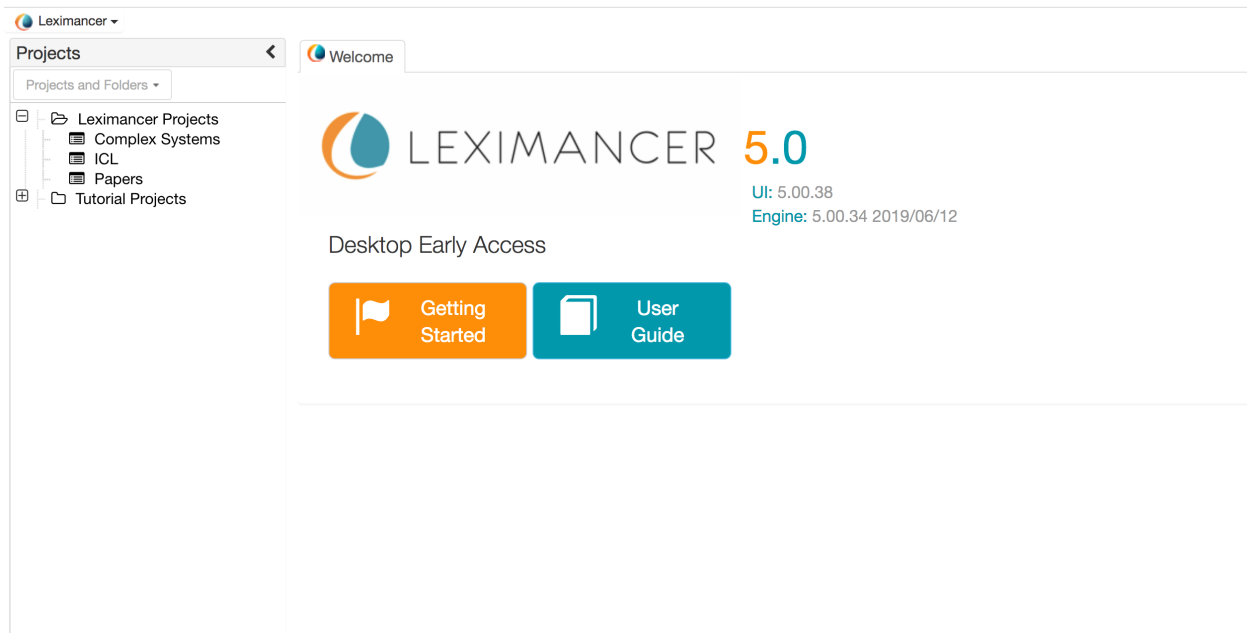 Leximancer
Projects
Projects and Folders
Leximancer Projects
Complex Systems
ICL
Papers
Tutorial Projects
Welcome
LEXIMANCER 5.0
UI: 5.00.38
Engine: 5.00.34 2019/06/12
Desktop Early Access
Getting
Started
User
Guide